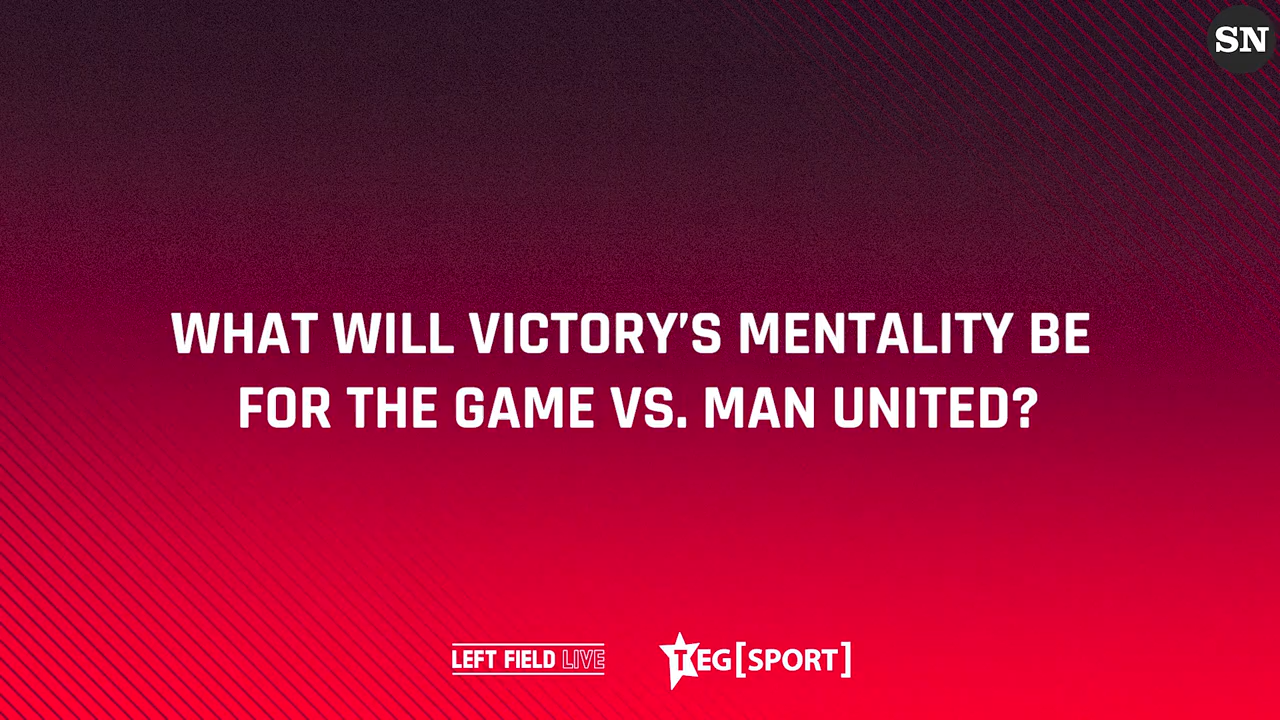 SN
WHAT WILL VICTORY'S MENTALITY BE
FOR THE GAME VS. MAN UNITED?
LEFT FIELD LIVE
TEG[SPORT]